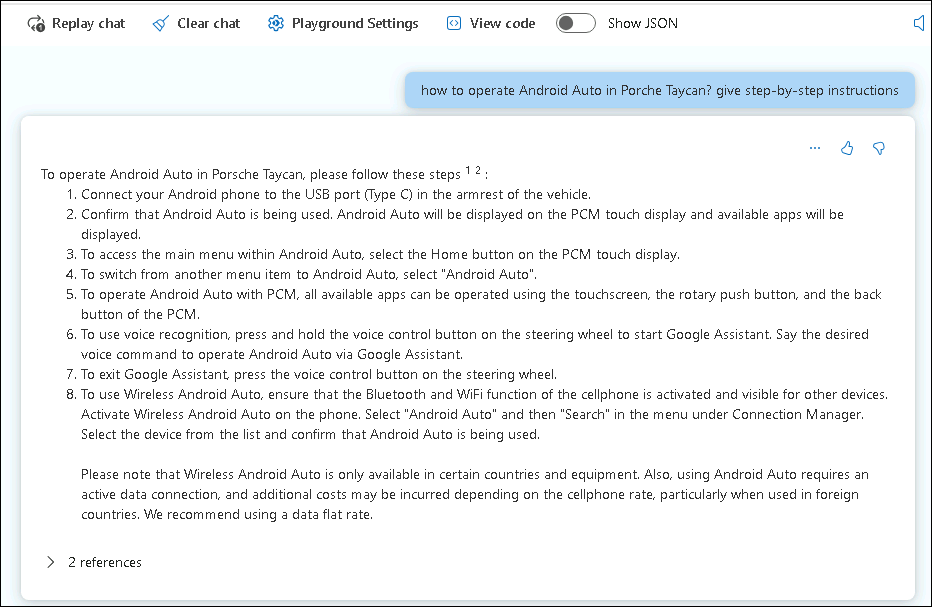 Replay chat Clear chat Playground Settings View code Show JSON
how to operate Android Auto in Porche Taycan? give step-by-step instructions
To operate Android Auto in Porsche Taycan, please follow these steps 1 2 :
1. Connect your Android phone to the USB port (Type C) in the armrest of the vehicle.
2. Confirm that Android Auto is being used. Android Auto will be displayed on the PCM touch display and available apps will be
displayed.
3. To access the main menu within Android Auto, select the Home button on the PCM touch display.
4. To switch from another menu item to Android Auto, select "Android Auto".
5. To operate Android Auto with PCM, all available apps can be operated using the touchscreen, the rotary push button, and the back
button of the PCM.
6. To use voice recognition, press and hold the voice control button on the steering wheel to start Google Assistant. Say the desired
voice command to operate Android Auto via Google Assistant.
7. To exit Google Assistant, press the voice control button on the steering wheel.
8. To use Wireless Android Auto, ensure that the Bluetooth and WiFi function of the cellphone is activated and visible for other devices.
Activate Wireless Android Auto on the phone. Select "Android Auto" and then "Search" in the menu under Connection Manager.
Select the device from the list and confirm that Android Auto is being used.
Please note that Wireless Android Auto is only available in certain countries and equipment. Also, using Android Auto requires an
active data connection, and additional costs may be incurred depending on the cellphone rate, particularly when used in foreign
countries. We recommend using a data flat rate.
2 references